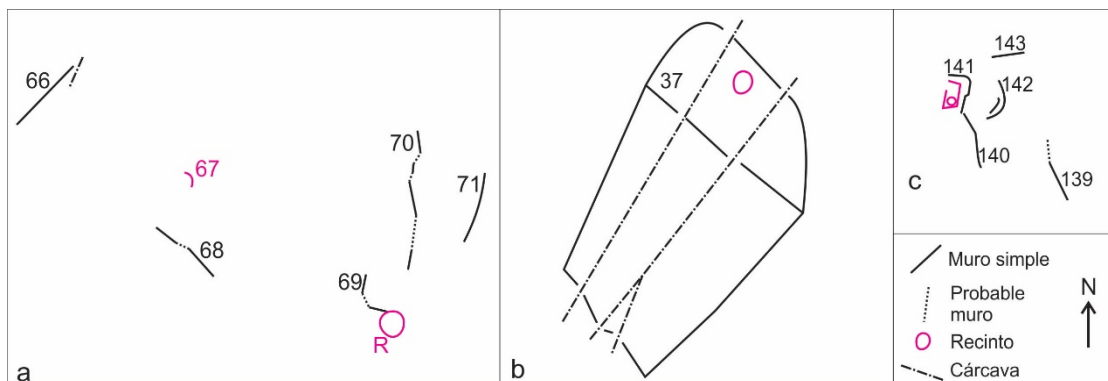 66
67
68
69
R
70
71
a
37
b
143
141
142
140
139
c
Muro simple
Probable
muro
Recinto
Cárcava
N